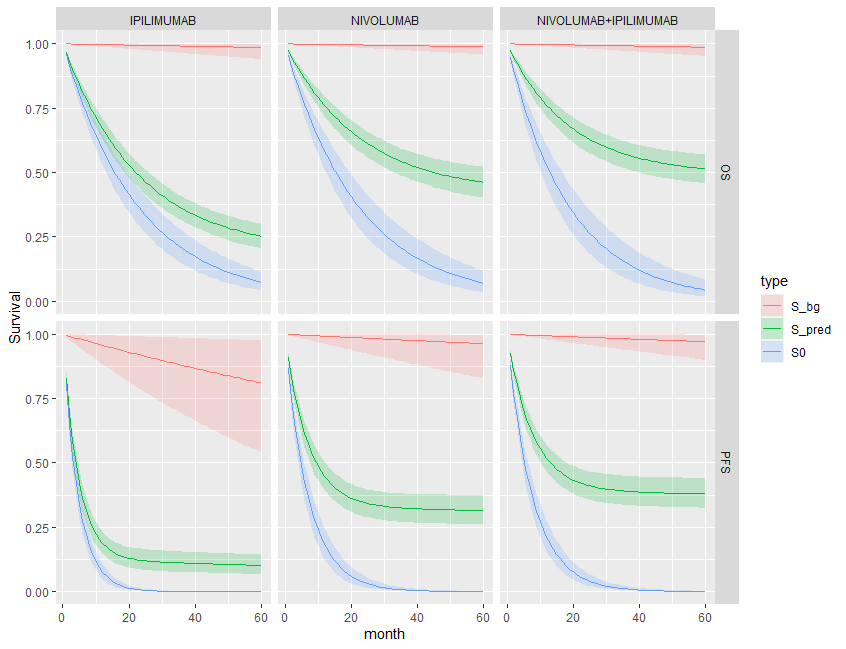 IPILIMUMAB
NIVOLUMAB
NIVOLUMAB+IPILIMUMAB
1.00
0.75
0.50
0.25
0.00
OS
1.00
0.75
0.50
0.25
0.00
PFS
Survival
0 20 40 60
0 20 40 60
0 20 40 60
month
type
S_bg
S_pred
S0